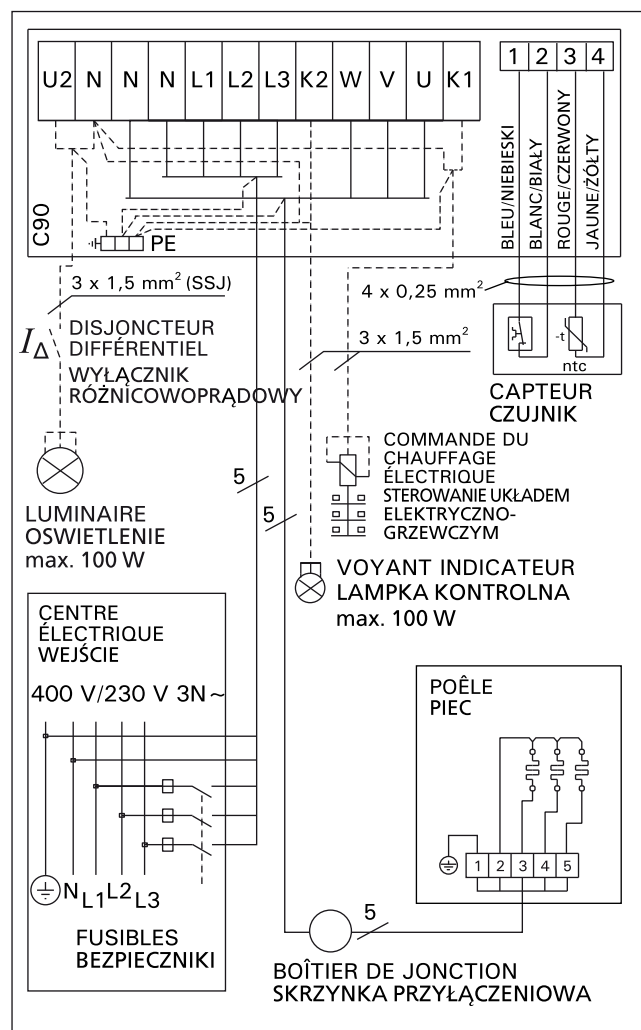 U2 N N N L1 L2 L3 K2 W V U K1
1 2 3 4
BLEU/NIEBIESKI
BLANC/BIAŁY
ROUGE/CZERWONY
JAUNE/ŻÓŁTY
C90
PE
3 x 1,5 mm² (SSJ)
4 x 0,25 mm²
I∆
DISJONCTEUR
DIFFÉRENTIEL
WYŁĄCZNIK
RÓŻNICOWOPRĄDOWY
3 x 1,5 mm²
-t
ntc
CAPTEUR
CZUJNIK
COMMANDE DU
CHAUFFAGE
ÉLECTRIQUE
STEROWANIE UKŁADEM
ELEKTRYCZNO-
GRZEWCZYM
5
5
LUMINAIRE
OSWIETLENIE
max. 100 W
VOYANT INDICATEUR
LAMPKA KONTROLNA
max. 100 W
CENTRE
ÉLECTRIQUE
WEJŚCIE
400 V/230 V 3N~
N L1 L2 L3
FUSIBLES
BEZPIECZNIKI
POÊLE
PIEC
1 2 3 4 5
5
BOÎTIER DE JONCTION
SKRZYNKA PRZYŁĄCZENIOWA